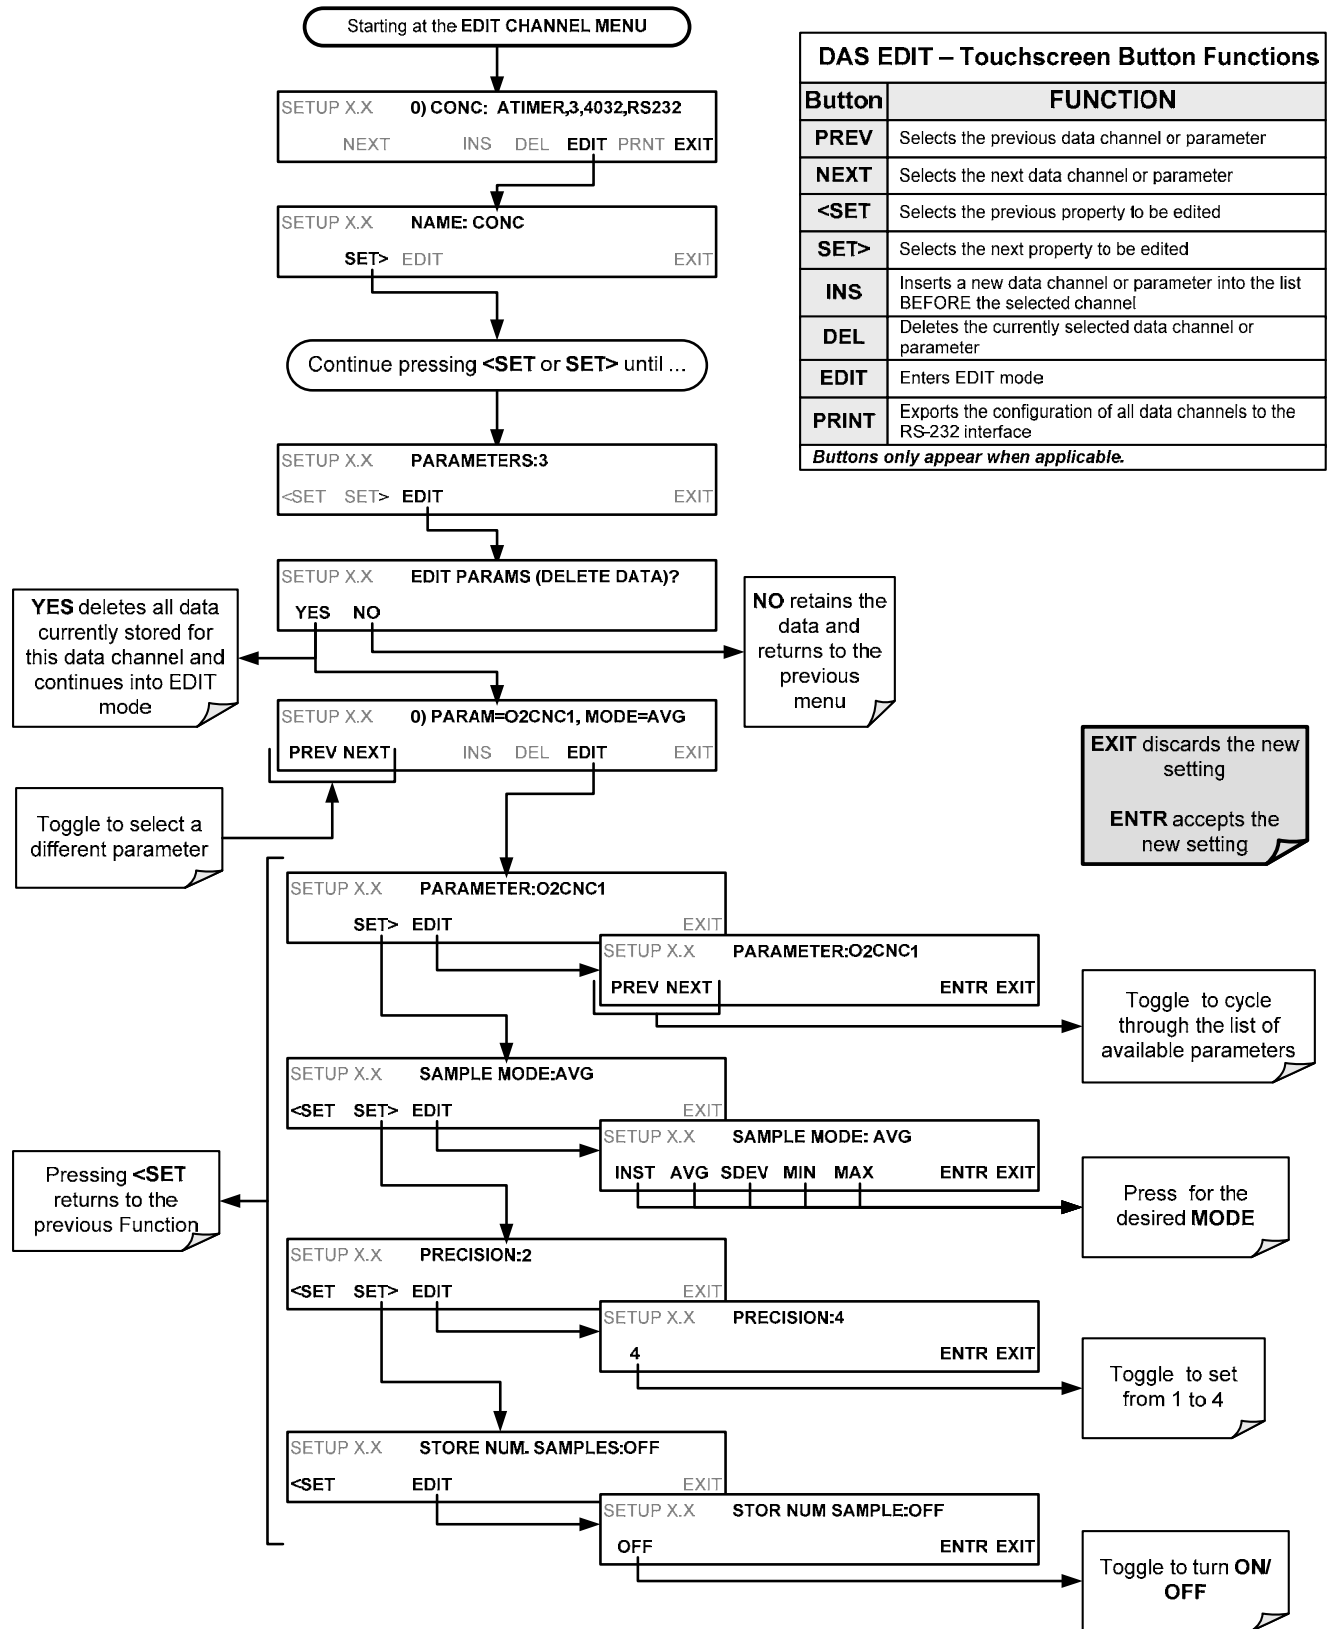 Starting at the EDIT CHANNEL MENU
SETUP X.X 0) CONC: ATIMER,3,4032,RS232
NEXT INS DEL EDIT PRNT EXIT
SETUP X.X NAME: CONC
SET> EDIT EXIT
Continue pressing <SET or SET> until ...
SETUP X.X PARAMETERS:3
<SET SET> EDIT EXIT
SETUP X.X EDIT PARAMS (DELETE DATA)?
YES NO
YES deletes all data
currently stored for
this data channel and
continues into EDIT
mode
NO retains the
data and
returns to the
previous
menu
SETUP X.X 0) PARAM=O2CNC1, MODE=AVG
PREV NEXT INS DEL EDIT EXIT
Toggle to select a
different parameter
DAS EDIT – Touchscreen Button Functions
Button FUNCTION
PREV Selects the previous data channel or parameter
NEXT Selects the next data channel or parameter
<SET Selects the previous property to be edited
SET> Selects the next property to be edited
INS Inserts a new data channel or parameter into the list
BEFORE the selected channel
DEL Deletes the currently selected data channel or
parameter
EDIT Enters EDIT mode
PRINT Exports the configuration of all data channels to the
RS-232 interface
Buttons only appear when applicable.
EXIT discards the new
setting
ENTR accepts the
new setting
SETUP X.X PARAMETER:O2CNC1
SET> EDIT EXIT
SETUP X.X PARAMETER:O2CNC1
PREV NEXT ENTR EXIT
Toggle to cycle
through the list of
available parameters
SETUP X.X SAMPLE MODE:AVG
<SET SET> EDIT EXIT
SETUP X.X SAMPLE MODE: AVG
INST AVG SDEV MIN MAX ENTR EXIT
Press for the
desired MODE
Pressing <SET
returns to the
previous Function
SETUP X.X PRECISION:2
<SET SET> EDIT EXIT
SETUP X.X PRECISION:4
4 ENTR EXIT
Toggle to set
from 1 to 4
SETUP X.X STORE NUM. SAMPLES:OFF
<SET EDIT EXIT
SETUP X.X STOR NUM SAMPLE:OFF
OFF ENTR EXIT
Toggle to turn ON/
OFF